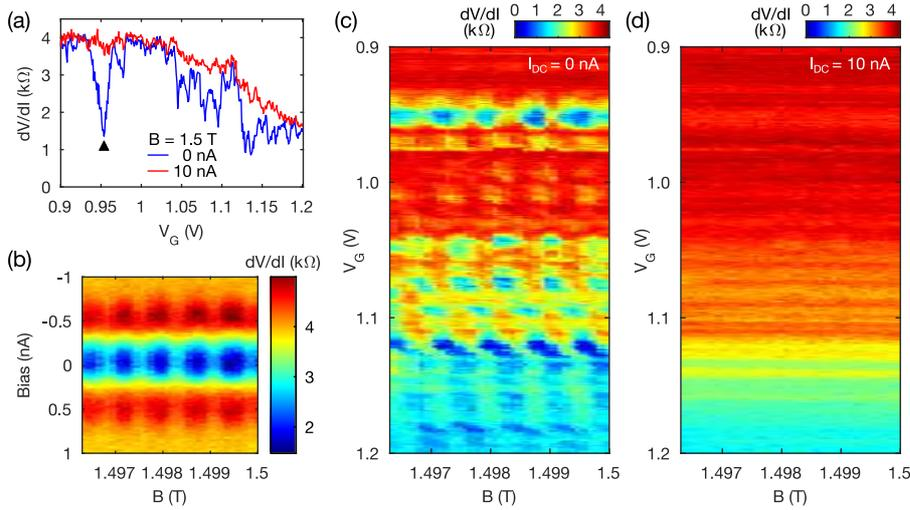 (a)
4
3
2
1
0
dV/dI (kΩ)
B = 1.5 T
0 nA
10 nA
0.9 0.95 1 1.05 1.1 1.15 1.2
V_G (V)
(b)
dV/dI (kΩ)
-1
-0.5
0
0.5
1
Bias (nA)
1.497 1.498 1.499 1.5
B (T)
4
3
2
(c)
dV/dI
(kΩ)
0 1 2 3 4
I_DC = 0 nA
0.9
1.0
1.1
1.2
V_G (V)
1.497 1.498 1.499
B (T)
(d)
dV/dI
(kΩ)
0 1 2 3 4
I_DC = 10 nA
0.9
1.0
1.1
1.2
V_G (V)
1.497 1.498 1.499
B (T)